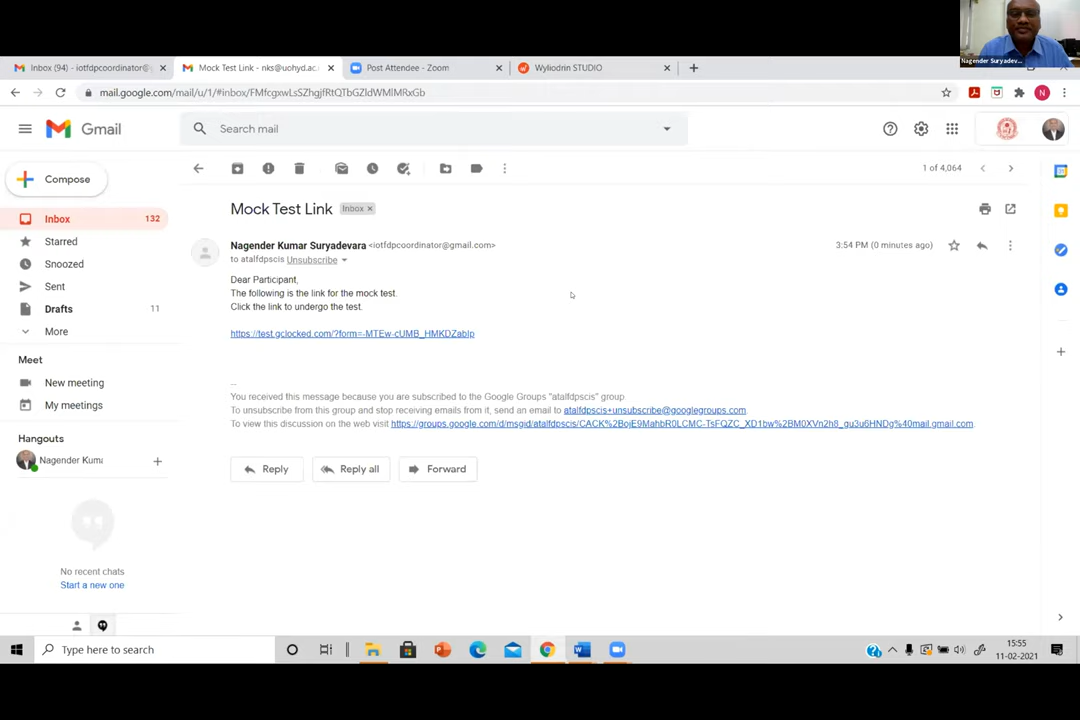 Nagender Suryadev...
Inbox (94) - iotfdpcoordinator@
Mock Test Link - nks@uohyd.ac.
Post Attendee - Zoom
Wyliodrin STUDIO
mail.google.com/mail/u/1/#inbox/FMfcgxwLsSZhgjfRtQTbGZldWMlMRxGb
N
Gmail
Search mail
Compose
1 of 4,064
Mock Test Link
Inbox
Inbox 132
Starred
Snoozed
Sent
Drafts 11
More
Nagender Kumar Suryadevara <iotfdpcoordinator@gmail.com>
3:54 PM (0 minutes ago)
to atalfdpscis Unsubscribe
Dear Participant,
The following is the link for the mock test.
Click the link to undergo the test.
https://test.gclocked.com/?form=-MTEw-cUMB_HMKDZabIp
Meet
New meeting
My meetings
--
You received this message because you are subscribed to the Google Groups "atalfdpscis" group.
To unsubscribe from this group and stop receiving emails from it, send an email to atalfdpscis+unsubscribe@googlegroups.com.
To view this discussion on the web visit https://groups.google.com/d/msgid/atalfdpscis/CACK%2BojE9MahbR0LCMC-TsFQZC_XD1bw%2BM0XVn2h8_gu3u6HNDg%40mail.gmail.com.
Hangouts
Nagender Kuma
Reply
Reply all
Forward
No recent chats
Start a new one
Type here to search
15:55
11-02-2021